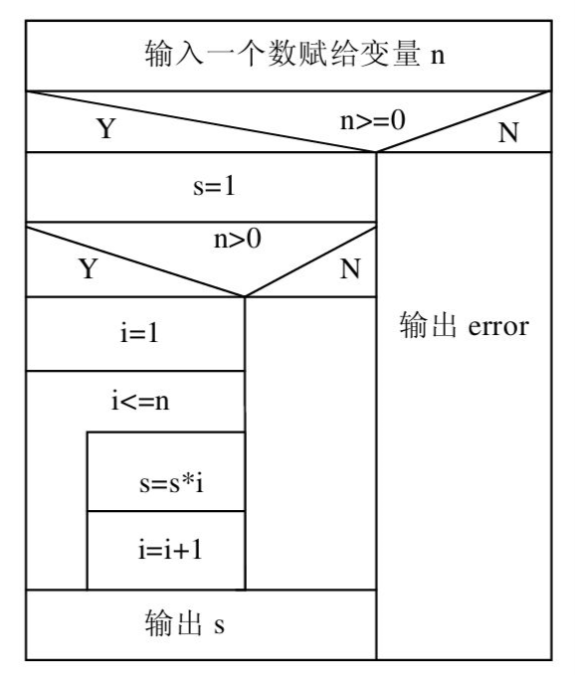 输入一个数赋给变量 n
n>=0
Y
N
s=1
n>0
Y
N
i=1
输出 error
i<=n
s=s*i
i=i+1
输出 s